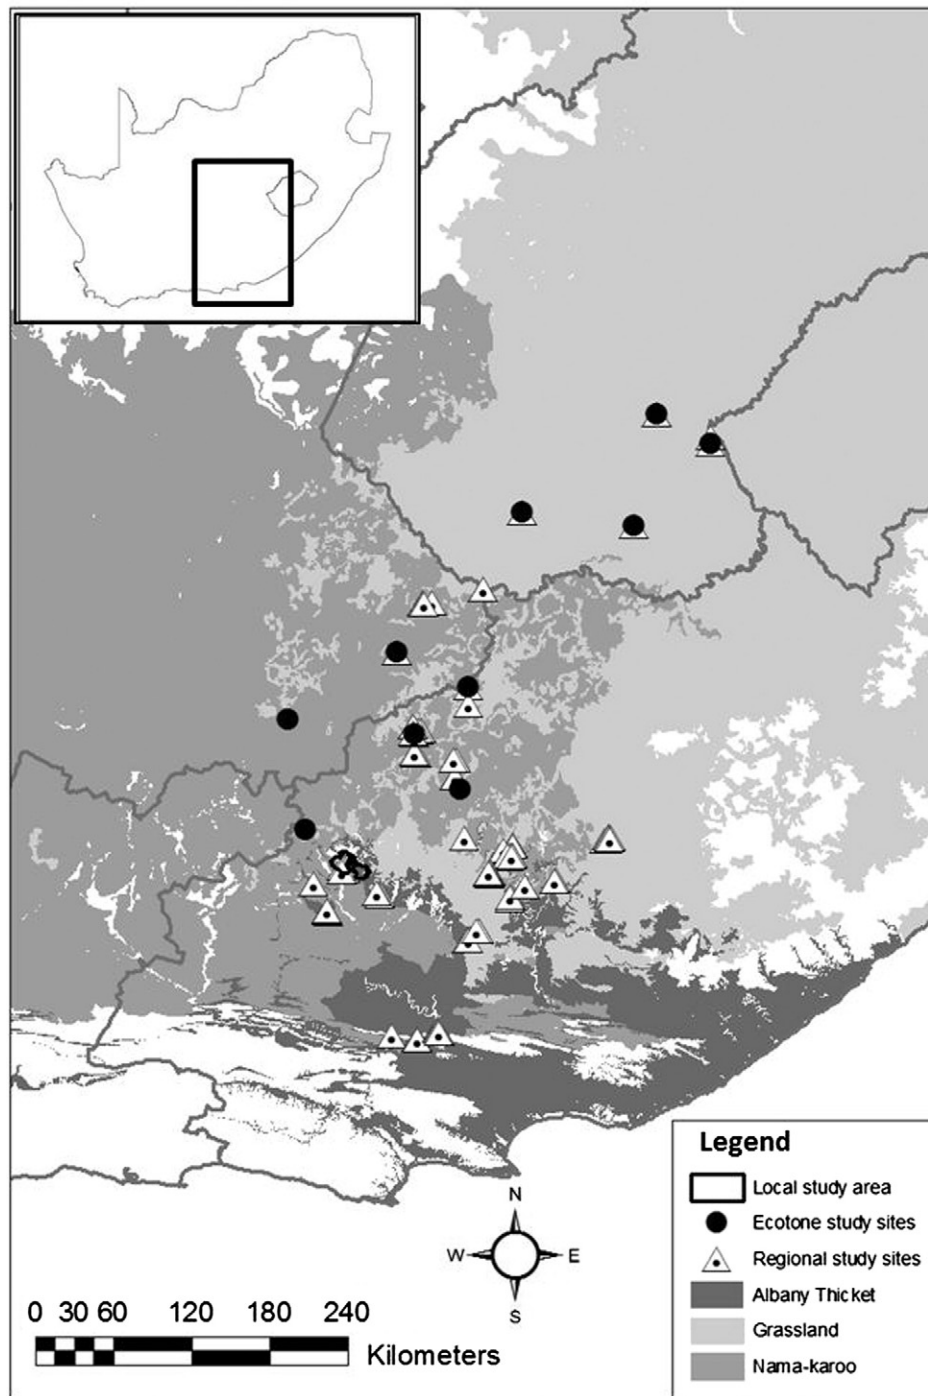 Legend
Local study area
Ecotone study sites
Regional study sites
Albany Thicket
Grassland
Nama-karoo
N
W E
S
0 30 60 120 180 240
Kilometers